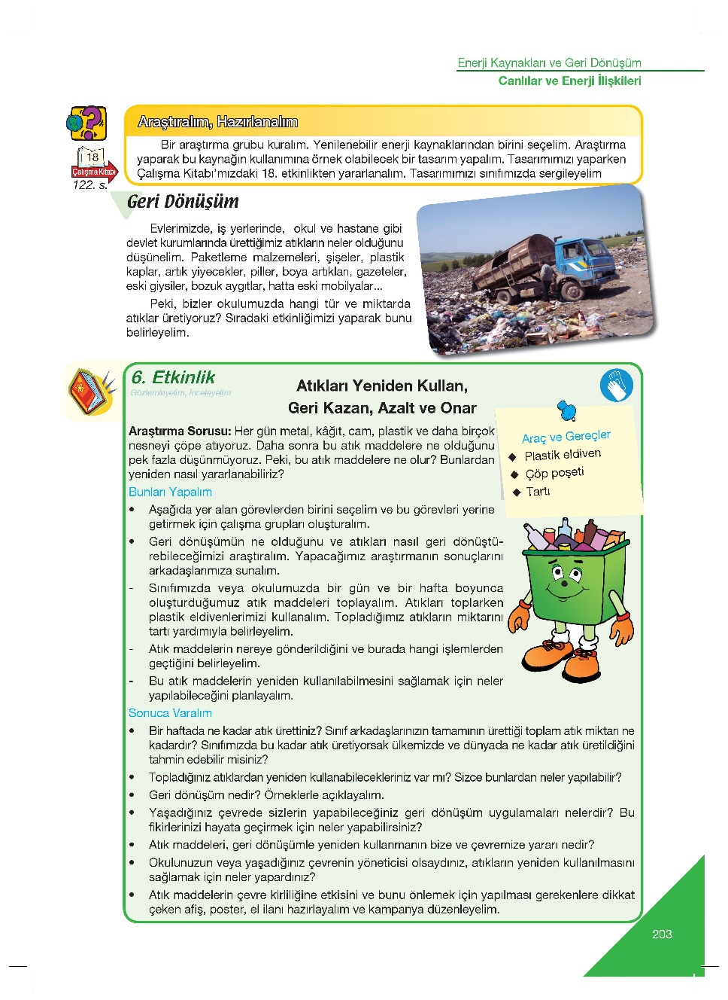 Enerji Kaynakları ve Geri Dönüşüm
Canlılar ve Enerji İlişkileri
Araştıralım, Hazırlanalım
Bir araştırma grubu kuralım. Yenilenebilir enerji kaynaklarından birini seçelim. Araştırma
yaparak bu kaynağın kullanımına örnek olabilecek bir tasarım yapalım. Tasarımımızı yaparken
Çalışma Kitabı'mızdaki 18. etkinlikten yararlanalım. Tasarımımızı sınıfımızda sergileyelim
18
Çalışma Kitabı
122. s.
Geri Dönüşüm
Evlerimizde, iş yerlerinde, okul ve hastane gibi
devlet kurumlarında ürettiğimiz atıkların neler olduğunu
düşünelim. Paketleme malzemeleri, şişeler, plastik
kaplar, artık yiyecekler, piller, boya artıkları, gazeteler,
eski giysiler, bozuk aygıtlar, hatta eski mobilyalar...
Peki, bizler okulumuzda hangi tür ve miktarda
atıklar üretiyoruz? Sıradaki etkinliğimizi yaparak bunu
belirleyelim.
6. Etkinlik
Gözlemleyelim, İnceleyelim
Atıkları Yeniden Kullan,
Geri Kazan, Azalt ve Onar
Araştırma Sorusu: Her gün metal, kâğıt, cam, plastik ve daha birçok
nesneyi çöpe atıyoruz. Daha sonra bu atık maddelere ne olduğunu
pek fazla düşünmüyoruz. Peki, bu atık maddelere ne olur? Bunlardan
yeniden nasıl yararlanabiliriz?
Araç ve Gereçler
◆ Plastik eldiven
◆ Çöp poşeti
◆ Tartı
Bunları Yapalım
• Aşağıda yer alan görevlerden birini seçelim ve bu görevleri yerine
getirmek için çalışma grupları oluşturalım.
• Geri dönüşümün ne olduğunu ve atıkları nasıl geri dönüştü-
rebileceğimizi araştıralım. Yapacağımız araştırmanın sonuçlarını
arkadaşlarımıza sunalım.
- Sınıfımızda veya okulumuzda bir gün ve bir hafta boyunca
oluşturduğumuz atık maddeleri toplayalım. Atıkları toplarken
plastik eldivenlerimizi kullanalım. Topladığımız atıkların miktarını
tartı yardımıyla belirleyelim.
- Atık maddelerin nereye gönderildiğini ve burada hangi işlemlerden
geçtiğini belirleyelim.
- Bu atık maddelerin yeniden kullanılabilmesini sağlamak için neler
yapılabileceğini planlayalım.
Sonuca Varalım
• Bir haftada ne kadar atık ürettiniz? Sınıf arkadaşlarınızın tamamının ürettiği toplam atık miktarı ne
kadardır? Sınıfımızda bu kadar atık üretiyorsak ülkemizde ve dünyada ne kadar atık üretildiğini
tahmin edebilir misiniz?
• Topladığınız atıklardan yeniden kullanabilecekleriniz var mı? Sizce bunlardan neler yapılabilir?
• Geri dönüşüm nedir? Örneklerle açıklayalım.
• Yaşadığınız çevrede sizlerin yapabileceğiniz geri dönüşüm uygulamaları nelerdir? Bu
fikirlerinizi hayata geçirmek için neler yapabilirsiniz?
• Atık maddeleri, geri dönüşümle yeniden kullanmanın bize ve çevremize yararı nedir?
• Okulunuzun veya yaşadığınız çevrenin yöneticisi olsaydınız, atıkların yeniden kullanılmasını
sağlamak için neler yapardınız?
• Atık maddelerin çevre kirliliğine etkisini ve bunu önlemek için yapılması gerekenlere dikkat
çeken afiş, poster, el ilanı hazırlayalım ve kampanya düzenleyelim.
203